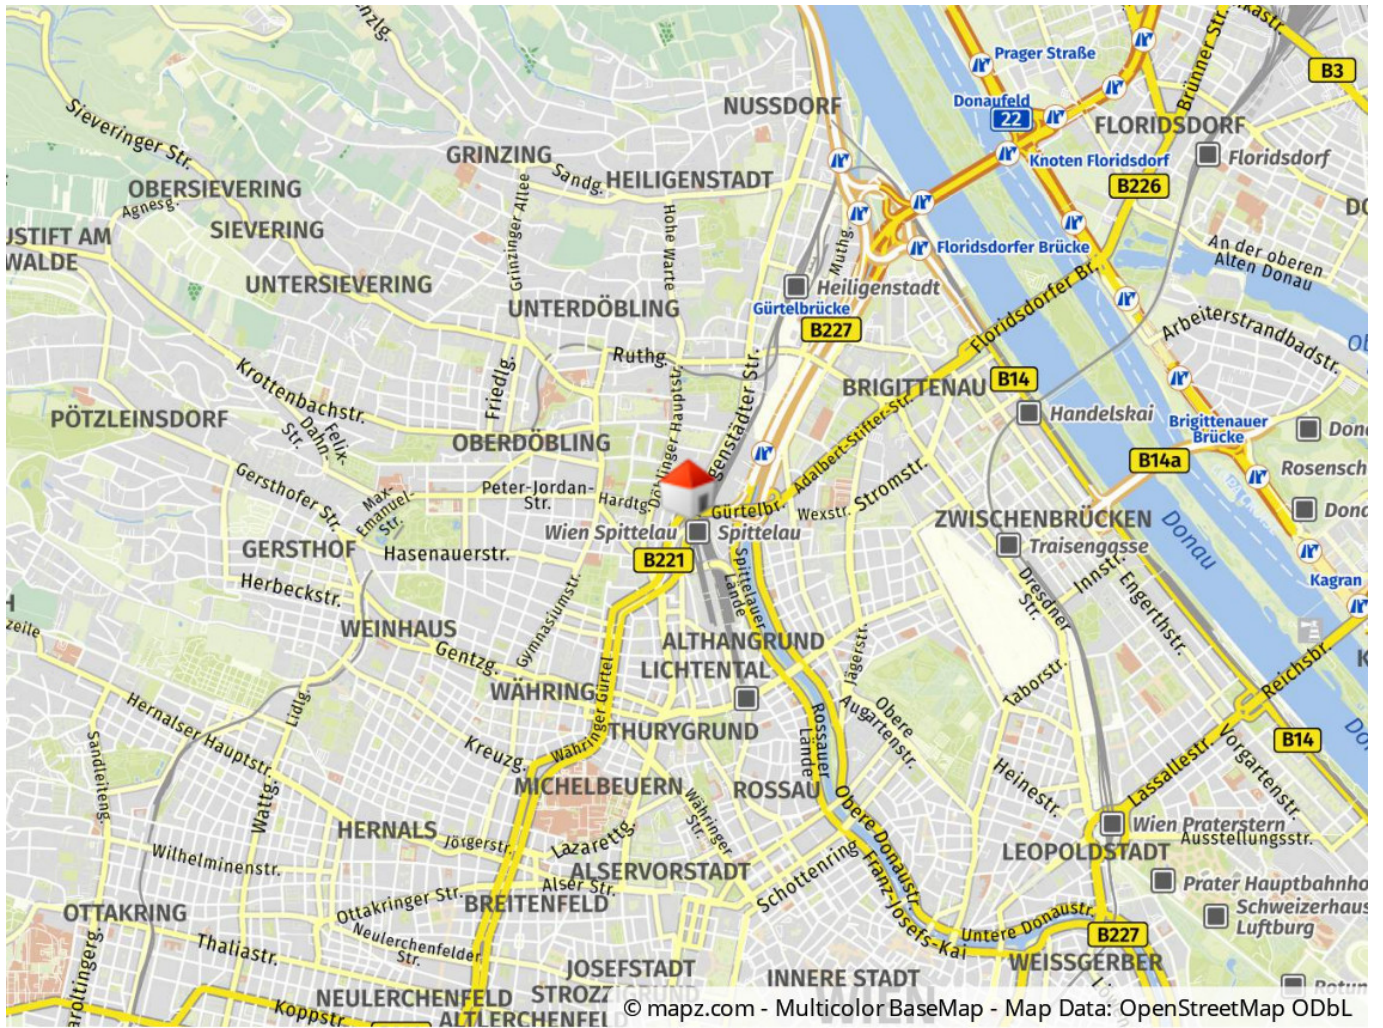 Prager Straße
B3
Brünner Str.
NUSSDORF
Donaufeld
22
FLORIDSDORF
Sieveringer Str.
GRINZING
Knoten Floridsdorf
Floridsdorf
Sandg.
HEILIGENSTADT
B226
OBERSIEVERING
Agnesg.
Grinzinger Allee
Hohe Warte
SIEVERING
Muthg.
Floridsdorfer Brücke
An der oberen
Alten Donau
WALDE
UNTERSIEVERING
Heiligenstadt
UNTERDÖBLING
Gürtelbrücke
B227
Floridsdorfer Br.
Arbeiterstrandbadstr.
Ruthg.
Krottenbachstr.
Friedlg.
BRIGITTENAU
B14
PÖTZLEINSDORF
Handelskai
Felix-
Dahn-
Str.
OBERDÖBLING
Adalbert-Stifter-Str.
Brigittenauer
Brücke
B14a
Gersthofer Str.
Max-
Emanuel-
Str.
Peter-Jordan-
Str.
Hardtg.
Gürtelbr.
Wexstr.
Stromstr.
Wien Spittelau
Spittelau
ZWISCHENBRÜCKEN
Donau
GERSTHOF
Hasenauerstr.
B221
Traisengasse
Kagran
Herbeckstr.
Spittelauer
Lände
Dresdner
Str.
Innstr.
Engerthstr.
Gymnasiumstr.
WEINHAUS
ALTHANGRUND
Gentzg.
LICHTENTAL
Jägerstr.
Reichsbr.
WÄHRING
Währinger Gürtel
Taborstr.
Lidlg.
Hernalser Hauptstr.
THURYGRUND
Rossauer
Lände
Obere
Augartenstr.
B14
Sandleiteng.
Kreuzg.
Lassallestr.
Vorgartenstr.
MICHELBEUERN
ROSSAU
Heinestr.
Wattg.
Währinger
Str.
Obere Donaustr.
HERNALS
Jörgerstr.
Lazarettg.
Wien Praterstern
Ausstellungsstr.
Wilhelminenstr.
ALSERVORSTADT
Schottenring
LEOPOLDSTADT
Alser Str.
Franz-Josefs-Kai
OTTAKRING
Ottakringer Str.
BREITENFELD
Schweizerhaus
Luftburg
Untere Donaustr.
B227
Thaliastr.
Neulerchenfelder
Str.
WEISSGERBER
JOSEFSTADT
INNERE STADT
NEULERCHENFELD
Koppstr.
ALTLERCHENFELD
© mapz.com - Multicolor BaseMap - Map Data: OpenStreetMap ODbL